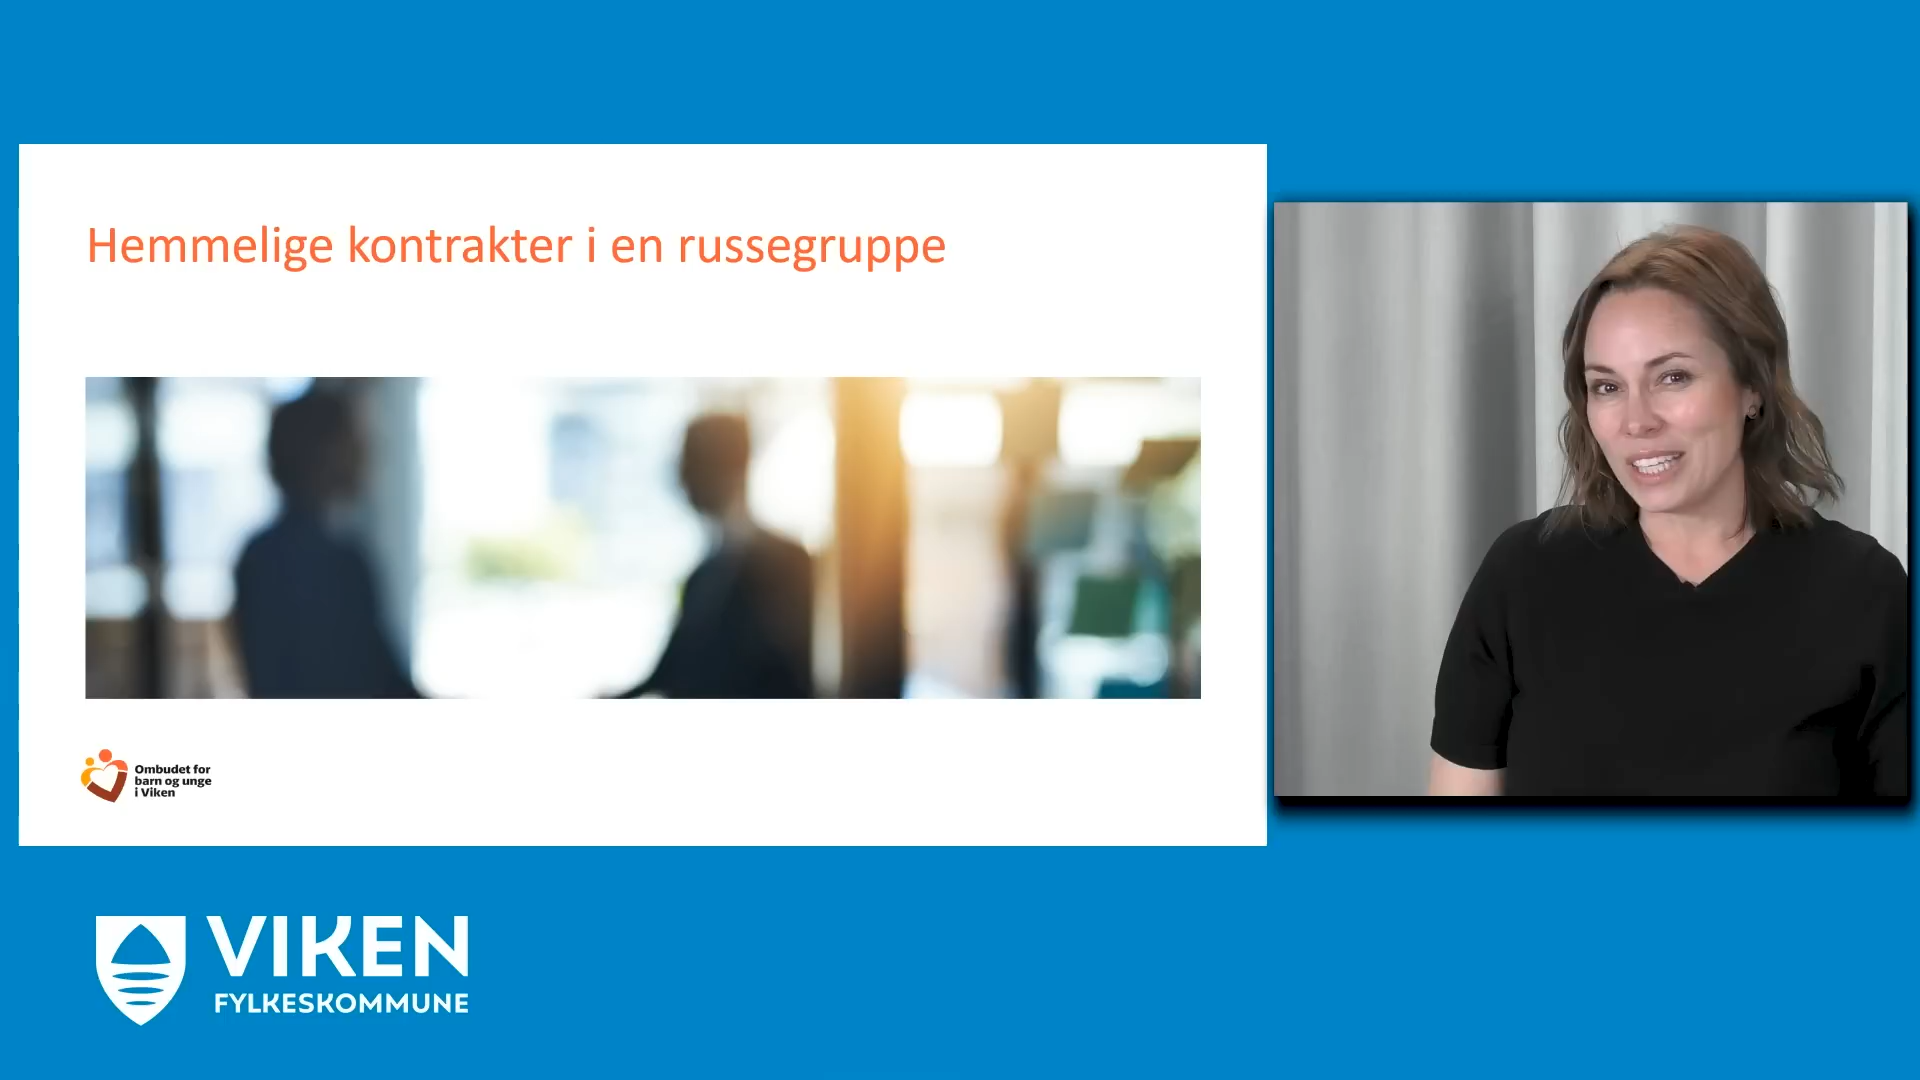 Hemmelige kontrakter i en russegruppe
Ombudet for
barn og unge
i Viken
VIKEN
FYLKESKOMMUNE